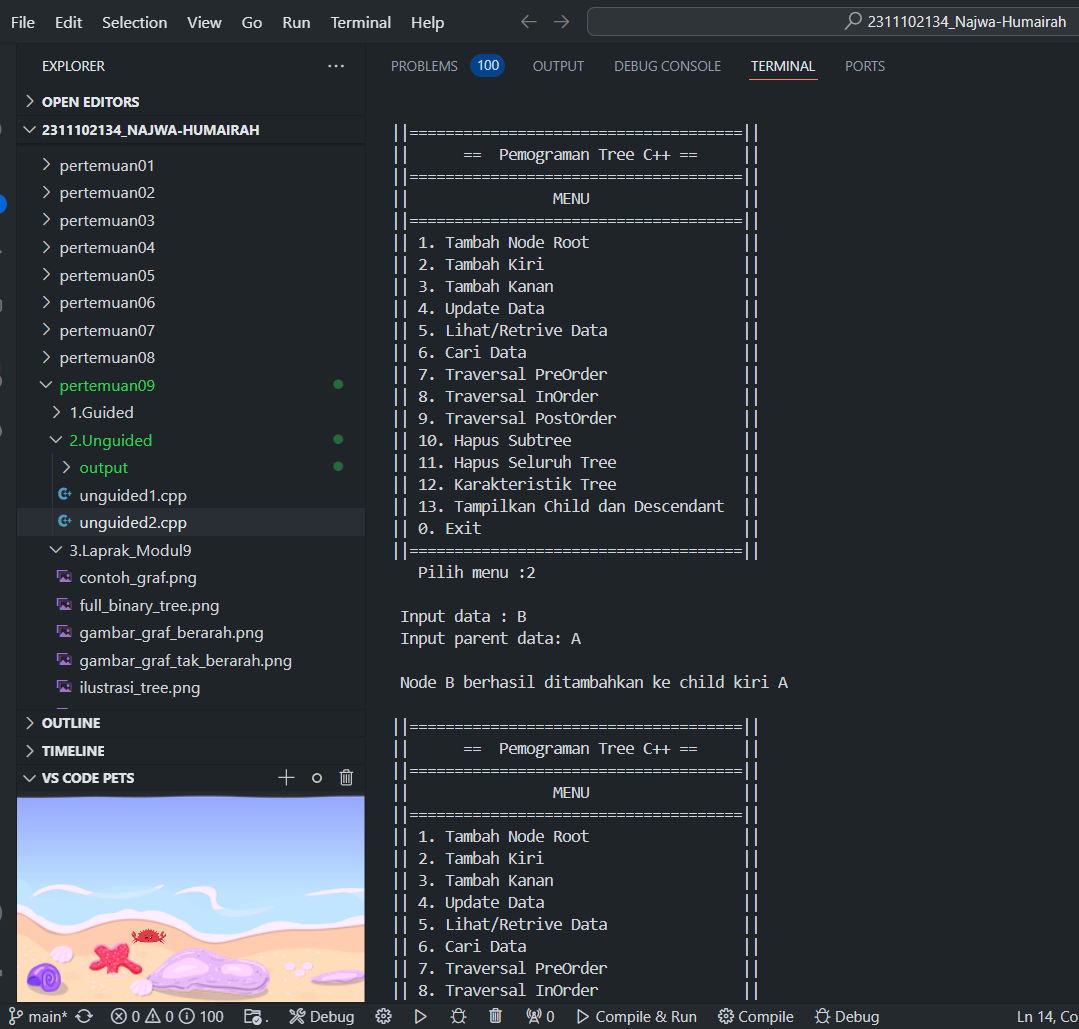 File Edit Selection View Go Run Terminal Help
2311102134_Najwa-Humairah
EXPLORER
OPEN EDITORS
2311102134_NAJWA-HUMAIRAH
pertemuan01
pertemuan02
pertemuan03
pertemuan04
pertemuan05
pertemuan06
pertemuan07
pertemuan08
pertemuan09
1.Guided
2.Unguided
output
unguided1.cpp
unguided2.cpp
3.Laprak_Modul9
contoh_graf.png
full_binary_tree.png
gambar_graf_berarah.png
gambar_graf_tak_berarah.png
ilustrasi_tree.png
OUTLINE
TIMELINE
VS CODE PETS
PROBLEMS 100 OUTPUT DEBUG CONSOLE TERMINAL PORTS
||=====================================||
||      ==  Pemograman Tree C++ ==     ||
||=====================================||
||                MENU                 ||
||=====================================||
|| 1. Tambah Node Root                 ||
|| 2. Tambah Kiri                      ||
|| 3. Tambah Kanan                     ||
|| 4. Update Data                      ||
|| 5. Lihat/Retrive Data               ||
|| 6. Cari Data                        ||
|| 7. Traversal PreOrder               ||
|| 8. Traversal InOrder                ||
|| 9. Traversal PostOrder              ||
|| 10. Hapus Subtree                   ||
|| 11. Hapus Seluruh Tree              ||
|| 12. Karakteristik Tree              ||
|| 13. Tampilkan Child dan Descendant  ||
|| 0. Exit                             ||
||=====================================||
Pilih menu :2
Input data : B
Input parent data: A
Node B berhasil ditambahkan ke child kiri A
||=====================================||
||      ==  Pemograman Tree C++ ==     ||
||=====================================||
||                MENU                 ||
||=====================================||
|| 1. Tambah Node Root                 ||
|| 2. Tambah Kiri                      ||
|| 3. Tambah Kanan                     ||
|| 4. Update Data                      ||
|| 5. Lihat/Retrive Data               ||
|| 6. Cari Data                        ||
|| 7. Traversal PreOrder               ||
|| 8. Traversal InOrder                ||
main* 0 0 100 . Debug 0 Compile & Run Compile Debug Ln 14, Co